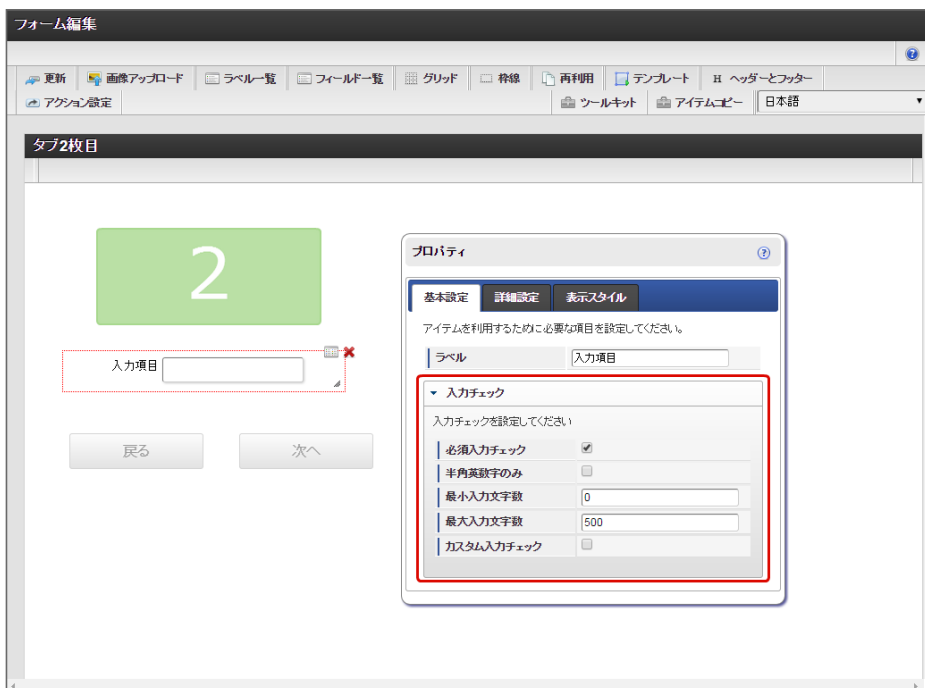 フォーム編集
更新 画像アップロード ラベル一覧 フィールド一覧 グリッド 枠線 再利用 テンプレート H ヘッダーとフッター
アクション設定 ツールキット アイテムコピー 日本語
タブ2枚目
2
入力項目
戻る 次へ
プロパティ
基本設定 詳細設定 表示スタイル
アイテムを利用するために必要な項目を設定してください。
ラベル 入力項目
入力チェック
入力チェックを設定してください
必須入力チェック
半角英数字のみ
最小入力文字数 0
最大入力文字数 500
カスタム入力チェック